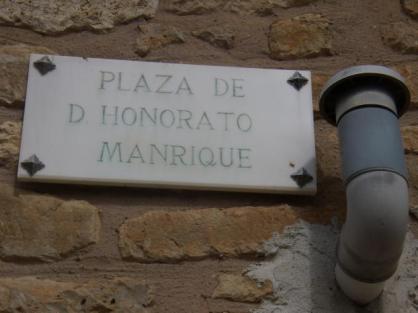 PLAZA DE
D. HONORATO
MANRIQUE